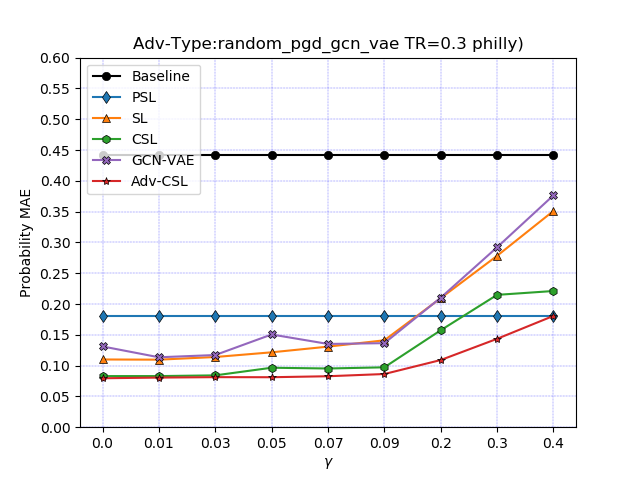 Adv-Type:random_pgd_gcn_vae TR=0.3 philly)
Probability MAE
0.60
0.55
0.50
0.45
0.40
0.35
0.30
0.25
0.20
0.15
0.10
0.05
0.00
Baseline
PSL
SL
CSL
GCN-VAE
Adv-CSL
0.0 0.01 0.03 0.05 0.07 0.09 0.2 0.3 0.4
γ